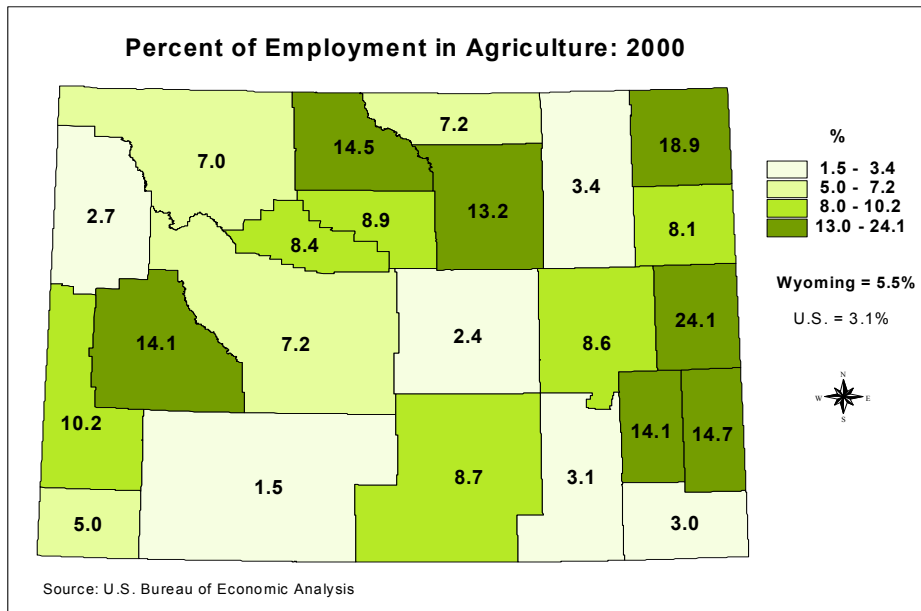 Percent of Employment in Agriculture: 2000
7.2
18.9
14.5
7.0
3.4
2.7
13.2
8.9
8.1
8.4
24.1
14.1
7.2
2.4
8.6
10.2
14.1
14.7
1.5
8.7
3.1
5.0
3.0
%
1.5 - 3.4
5.0 - 7.2
8.0 - 10.2
13.0 - 24.1
Wyoming = 5.5%
U.S. = 3.1%
N
W E
S
Source: U.S. Bureau of Economic Analysis